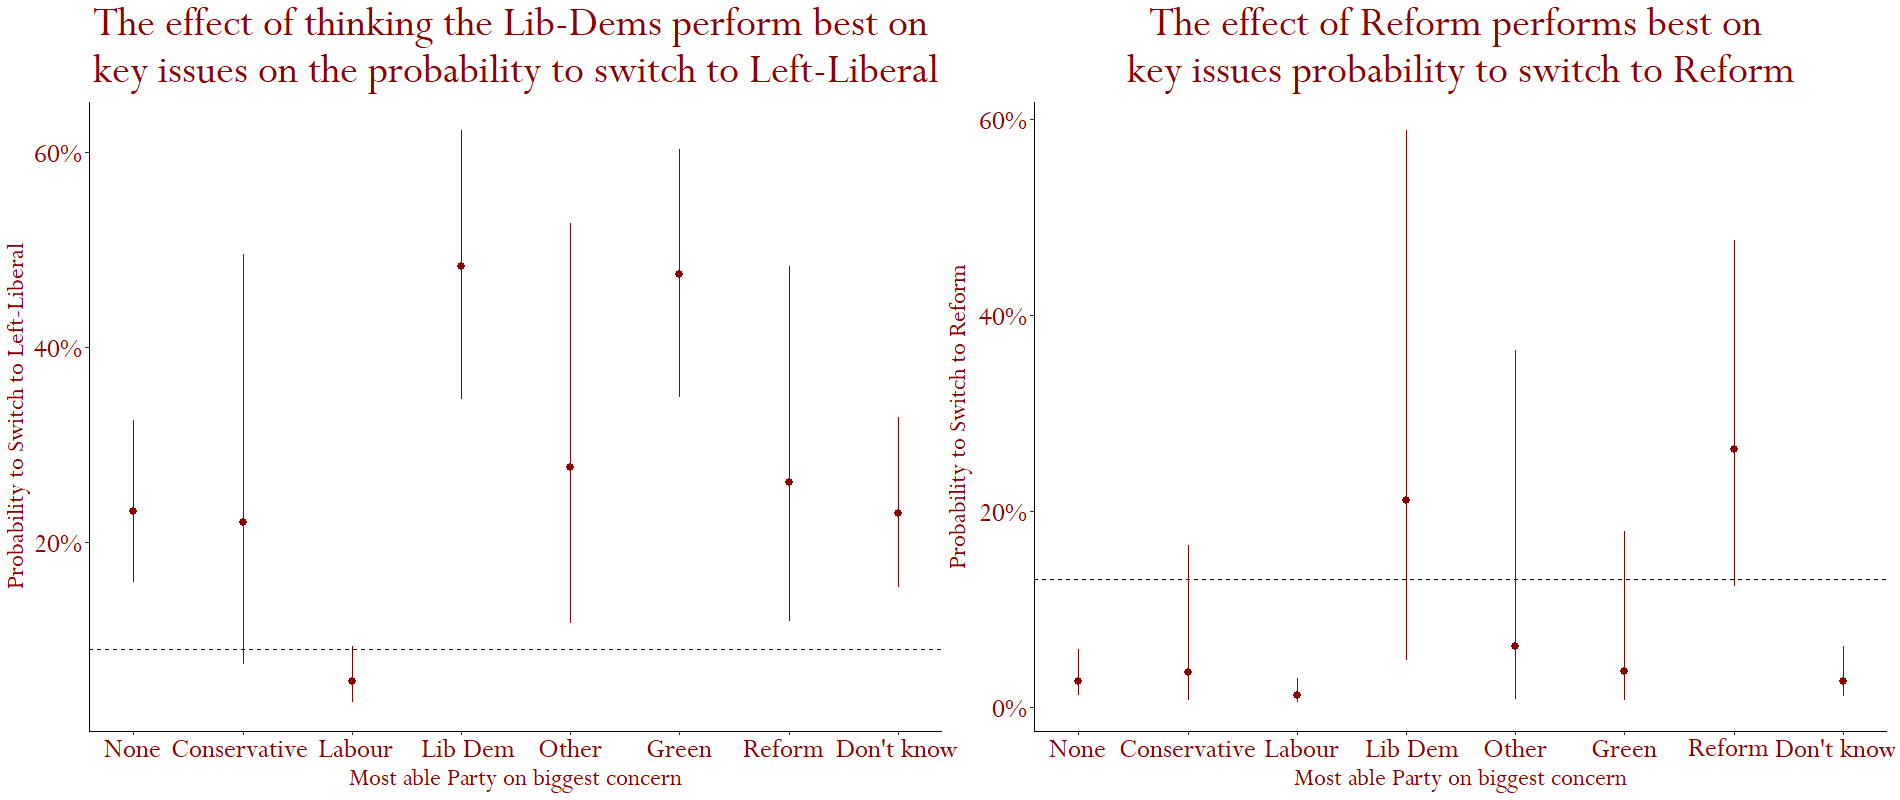 The effect of thinking the Lib-Dems perform best on
key issues on the probability to switch to Left-Liberal
Probability to Switch to Left-Liberal
60%
40%
20%
None Conservative Labour Lib Dem Other Green Reform Don't know
Most able Party on biggest concern
The effect of Reform performs best on
key issues probability to switch to Reform
Probability to Switch to Reform
60%
40%
20%
0%
None Conservative Labour Lib Dem Other Green Reform Don't know
Most able Party on biggest concern